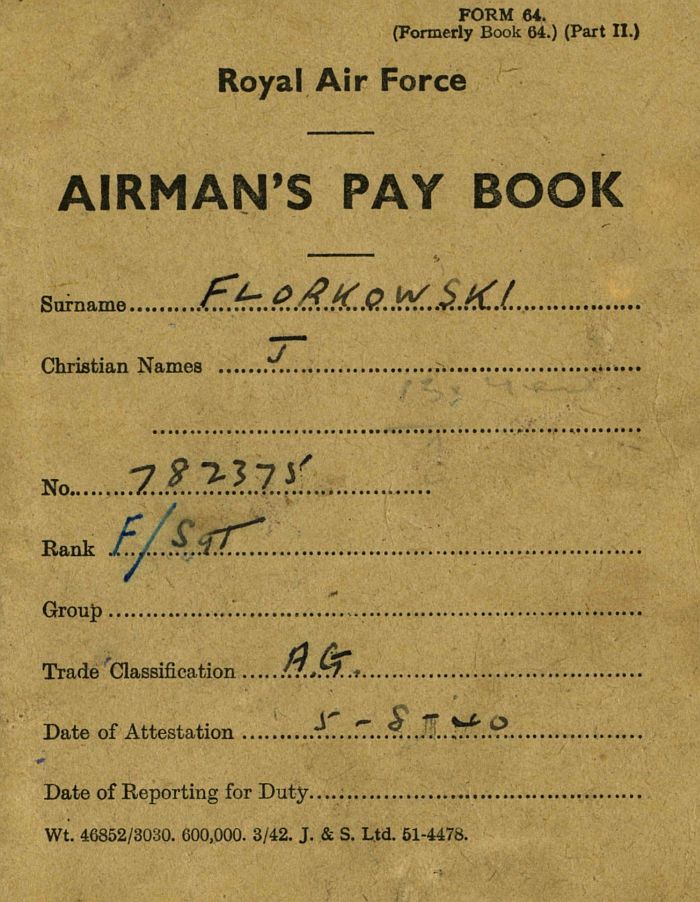 FORM 64.
(Formerly Book 64.) (Part II.)
Royal Air Force
AIRMAN'S PAY BOOK
Surname FLORKOWSKI
Christian Names J
No. 782375
Rank F/Sgt
Group
Trade Classification A.G.
Date of Attestation 5-8-40
Date of Reporting for Duty
Wt. 46852/3030. 600,000. 3/42. J. & S. Ltd. 51-4478.